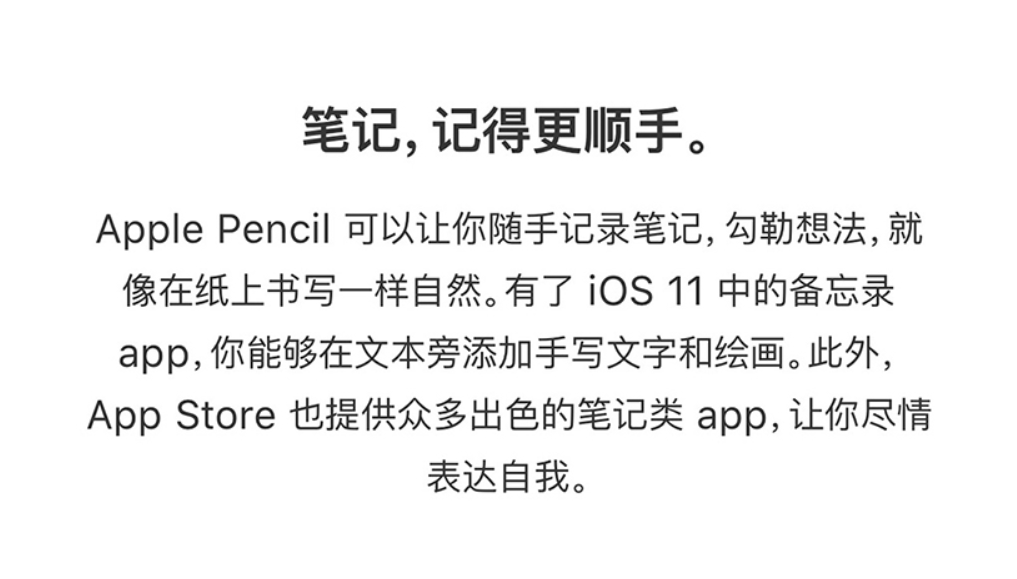 笔记，记得更顺手。
Apple Pencil 可以让你随手记录笔记，勾勒想法，就
像在纸上书写一样自然。有了 iOS 11 中的备忘录
app，你能够在文本旁添加手写文字和绘画。此外，
App Store 也提供众多出色的笔记类 app，让你尽情
表达自我。